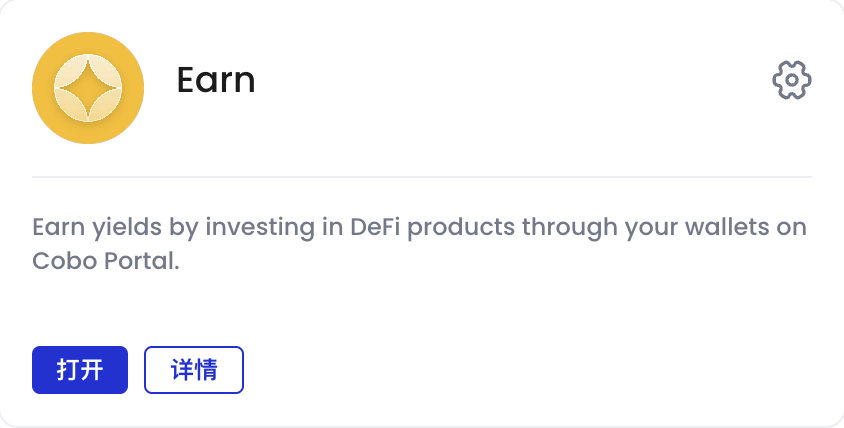 Earn
Earn yields by investing in DeFi products through your wallets on
Cobo Portal.
打开
详情